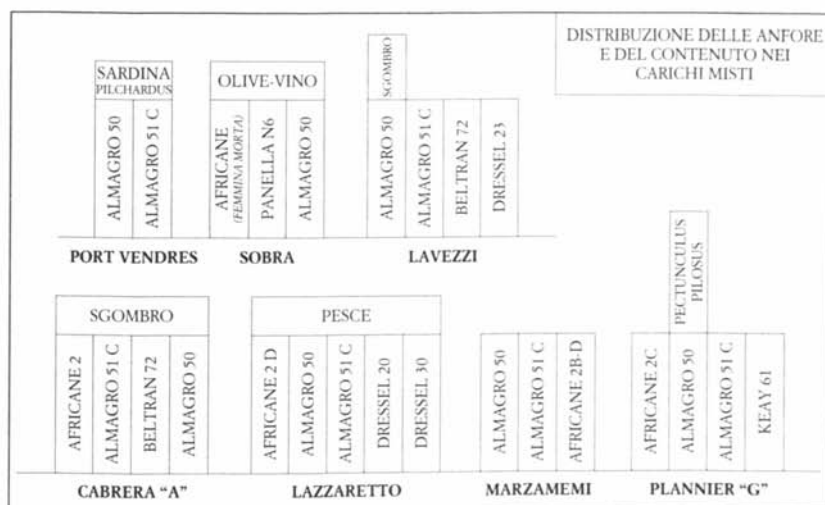 DISTRIBUZIONE DELLE ANFORE
E DEL CONTENUTO NEI
CARICHI MISTI
SARDINA
PILCHARDUS
ALMAGRO 50
ALMAGRO 51 C
PORT VENDRES
OLIVE-VINO
AFRICANE
(FEMMINA MORTA)
PANELLA N6
ALMAGRO 50
SOBRA
SGOMBRO
ALMAGRO 50
ALMAGRO 51 C
BELTRAN 72
DRESSEL 23
LAVEZZI
SGOMBRO
AFRICANE 2
ALMAGRO 51 C
BELTRAN 72
ALMAGRO 50
CABRERA “A”
PESCE
AFRICANE 2 D
ALMAGRO 50
ALMAGRO 51 C
DRESSEL 20
DRESSEL 30
LAZZARETTO
ALMAGRO 50
ALMAGRO 51 C
AFRICANE 2B-D
MARZAMEMI
PECTUNCULUS
PILOSUS
AFRICANE 2C
ALMAGRO 50
ALMAGRO 51 C
KEAY 61
PLANNIER “G”